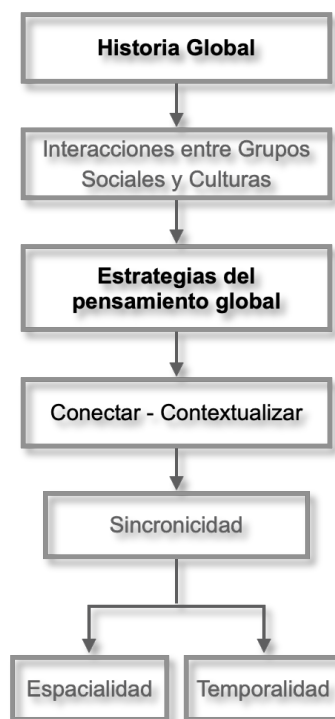 Historia Global
Interacciones entre Grupos
Sociales y Culturas
Estrategias del
pensamiento global
Conectar - Contextualizar
Sincronicidad
Espacialidad
Temporalidad